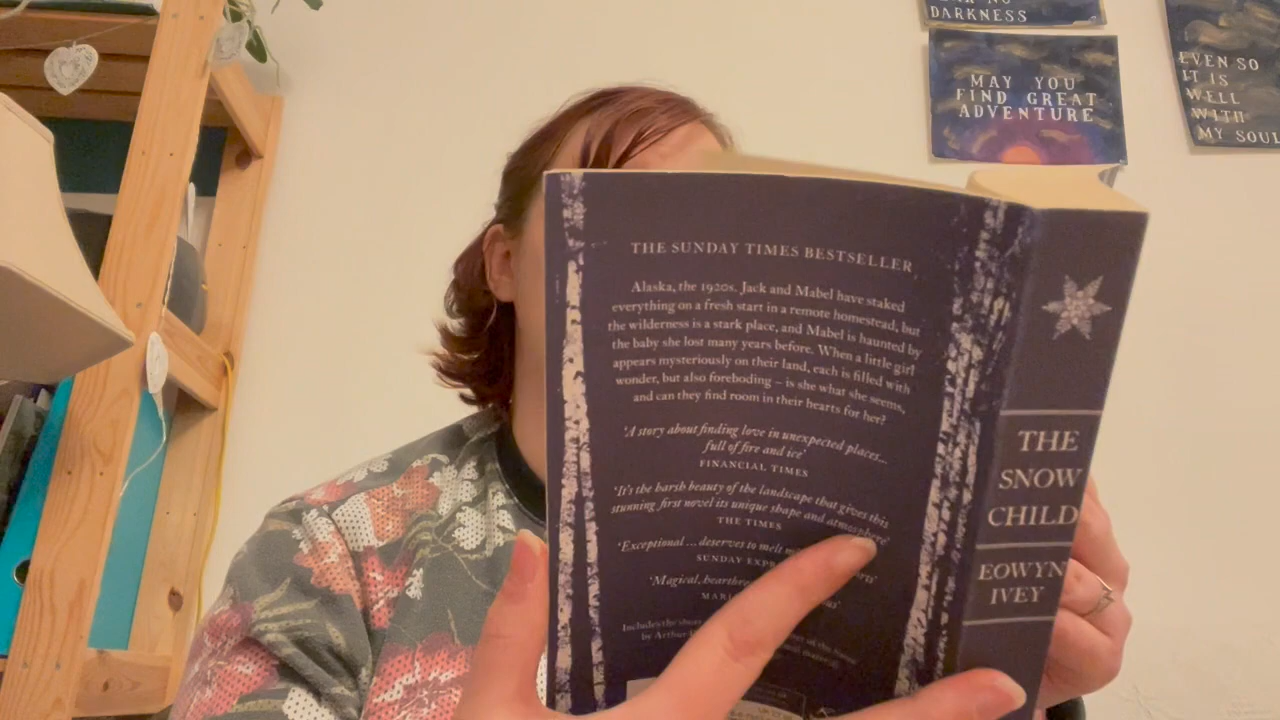 DARKNESS
MAY YOU
FIND GREAT
ADVENTURE
EVEN SO
IT IS
WELL
WITH
MY SOUL
THE SUNDAY TIMES BESTSELLER
Alaska, the 1920s. Jack and Mabel have staked
everything on a fresh start in a remote homestead, but
the wilderness is a stark place, and Mabel is haunted by
the baby she lost many years before. When a little girl
appears mysteriously on their land, each is filled with
wonder, but also foreboding – is she what she seems,
and can they find room in their hearts for her?
'A story about finding love in unexpected places...
full of fire and ice'
FINANCIAL TIMES
'It's the harsh beauty of the landscape that gives this
stunning first novel its unique shape and atmosphere'
THE TIMES
'Exceptional ... deserves to melt
SUNDAY
'Magical,
Includes the
by Arthur
THE
SNOW
CHILD
EOWYN
IVEY